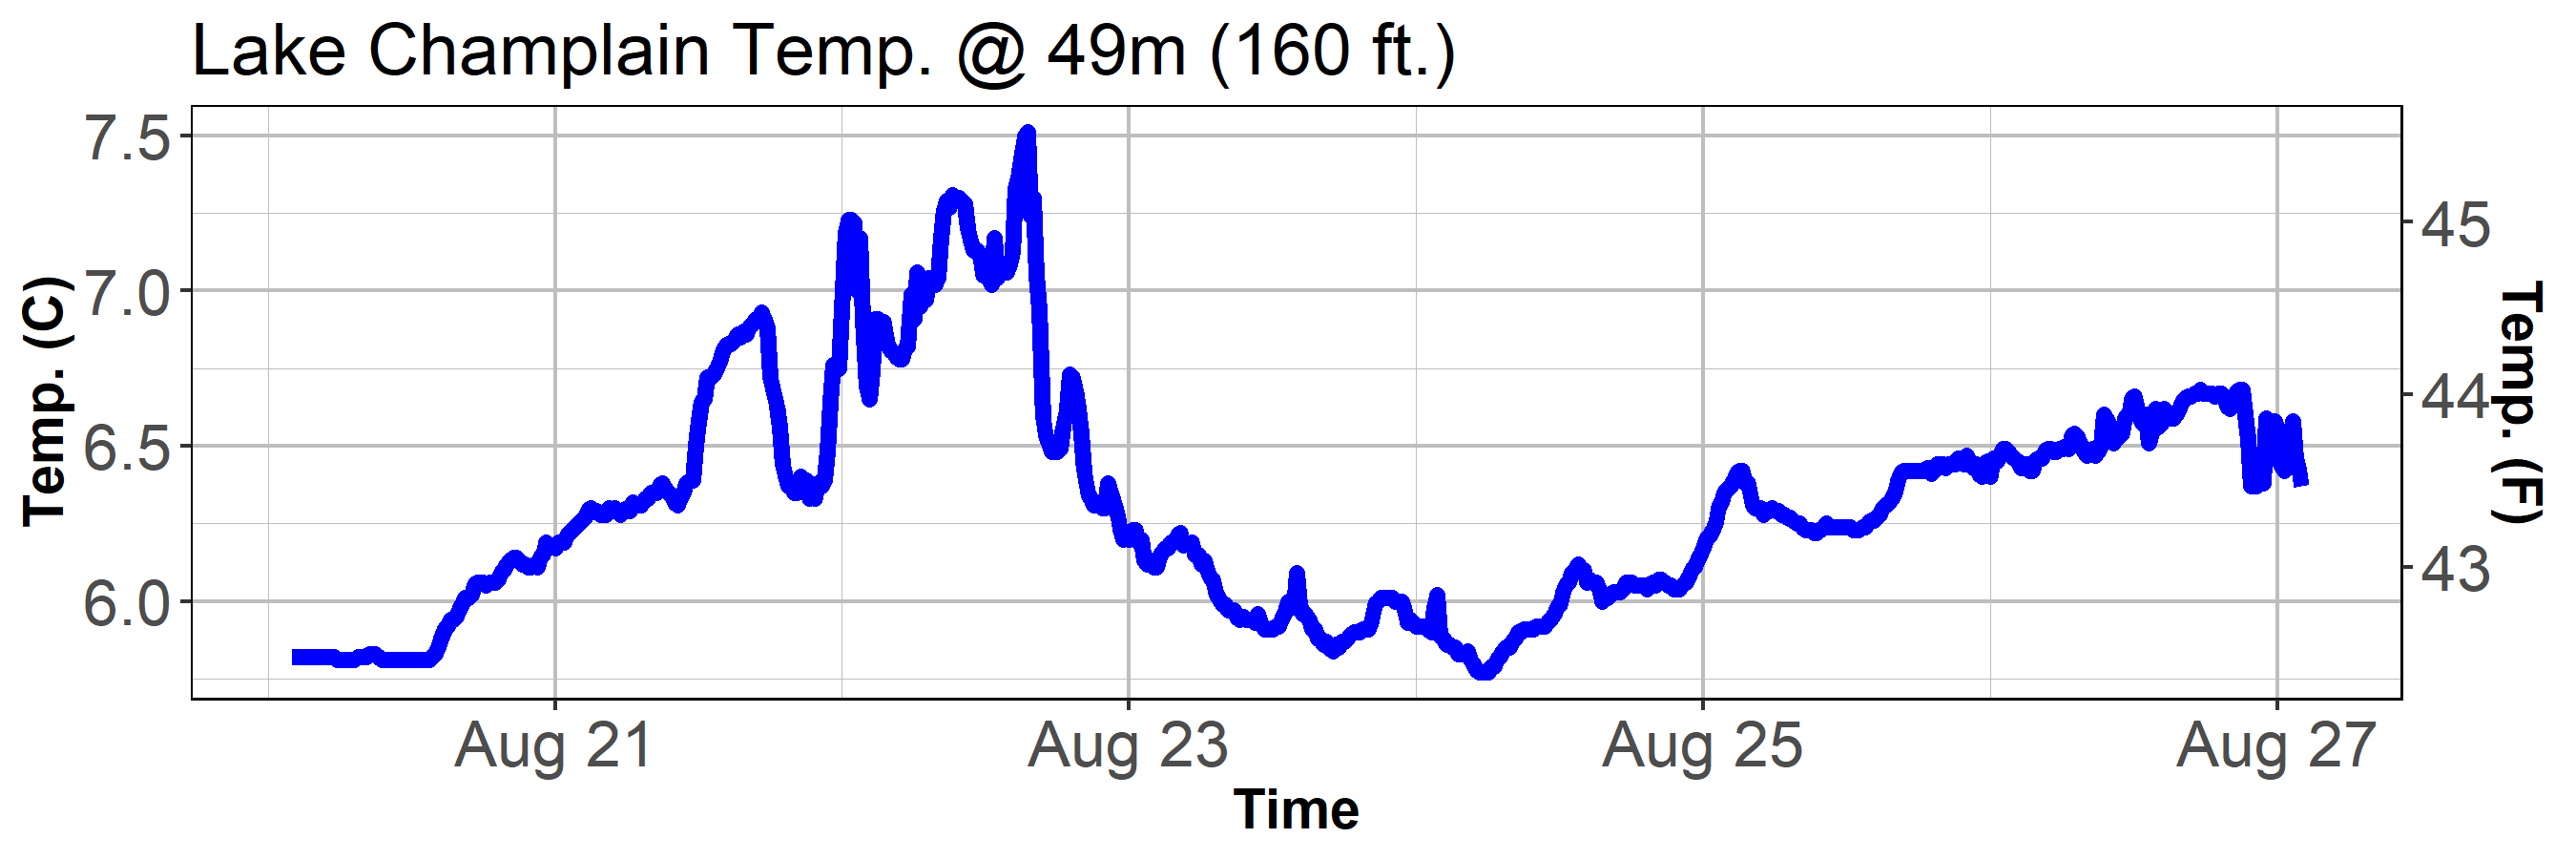 Lake Champlain Temp. @ 49m (160 ft.)
Temp. (C)
7.5
7.0
6.5
6.0
45
44
43
Temp. (F)
Aug 21
Aug 23
Aug 25
Aug 27
Time